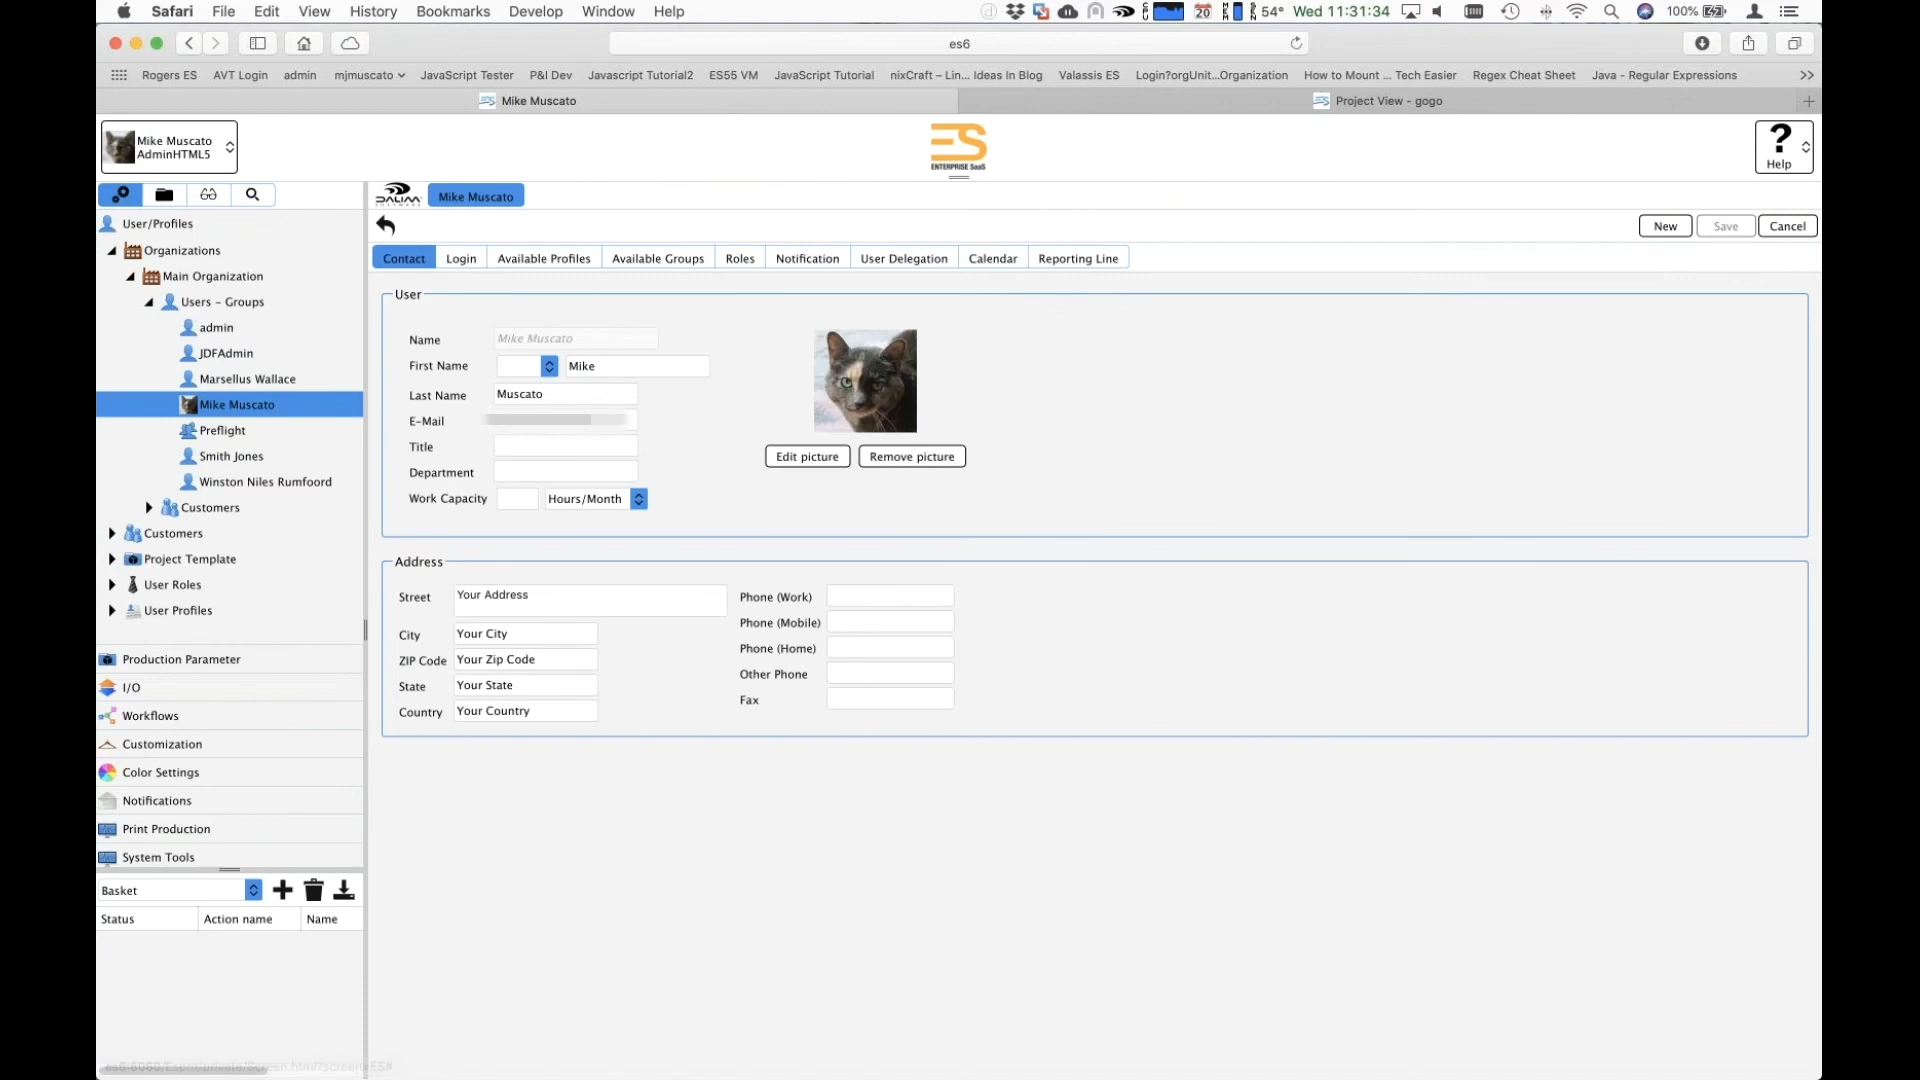 Safari File Edit View History Bookmarks Develop Window Help 20 54° Wed 11:31:34 100%
es6
Rogers ES AVT Login admin mjmuscato JavaScript Tester P&I Dev Javascript Tutorial2 ES55 VM JavaScript Tutorial nixCraft – Lin... Ideas In Blog Valassis ES Login?orgUnit...Organization How to Mount ... Tech Easier Regex Cheat Sheet Java - Regular Expressions
Mike Muscato Project View - gogo
Mike Muscato
AdminHTML5
ES
ENTERPRISE SaaS
?
Help
DALIM Mike Muscato
User/Profiles
New Save Cancel
Organizations
Contact Login Available Profiles Available Groups Roles Notification User Delegation Calendar Reporting Line
Main Organization
Users - Groups
admin
JDFAdmin
Marsellus Wallace
Mike Muscato
Preflight
Smith Jones
Winston Niles Rumfoord
Customers
Customers
Project Template
User Roles
User Profiles
User
Name Mike Muscato
First Name Mike
Last Name Muscato
E-Mail
Title
Department
Work Capacity Hours/Month
Edit picture Remove picture
Address
Street Your Address
City Your City
ZIP Code Your Zip Code
State Your State
Country Your Country
Phone (Work)
Phone (Mobile)
Phone (Home)
Other Phone
Fax
Production Parameter
I/O
Workflows
Customization
Color Settings
Notifications
Print Production
System Tools
Basket
Status Action name Name